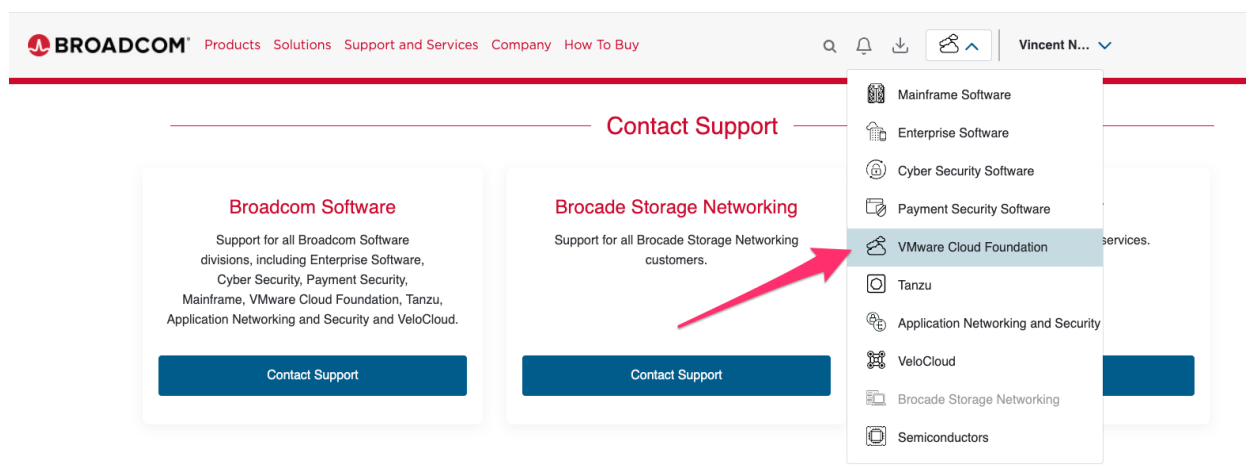 BROADCOM® Products Solutions Support and Services Company How To Buy Vincent N...
Contact Support
Broadcom Software
Support for all Broadcom Software
divisions, including Enterprise Software,
Cyber Security, Payment Security,
Mainframe, VMware Cloud Foundation, Tanzu,
Application Networking and Security and VeloCloud.
Contact Support
Brocade Storage Networking
Support for all Brocade Storage Networking
customers.
Contact Support
services.
Mainframe Software
Enterprise Software
Cyber Security Software
Payment Security Software
VMware Cloud Foundation
Tanzu
Application Networking and Security
VeloCloud
Brocade Storage Networking
Semiconductors